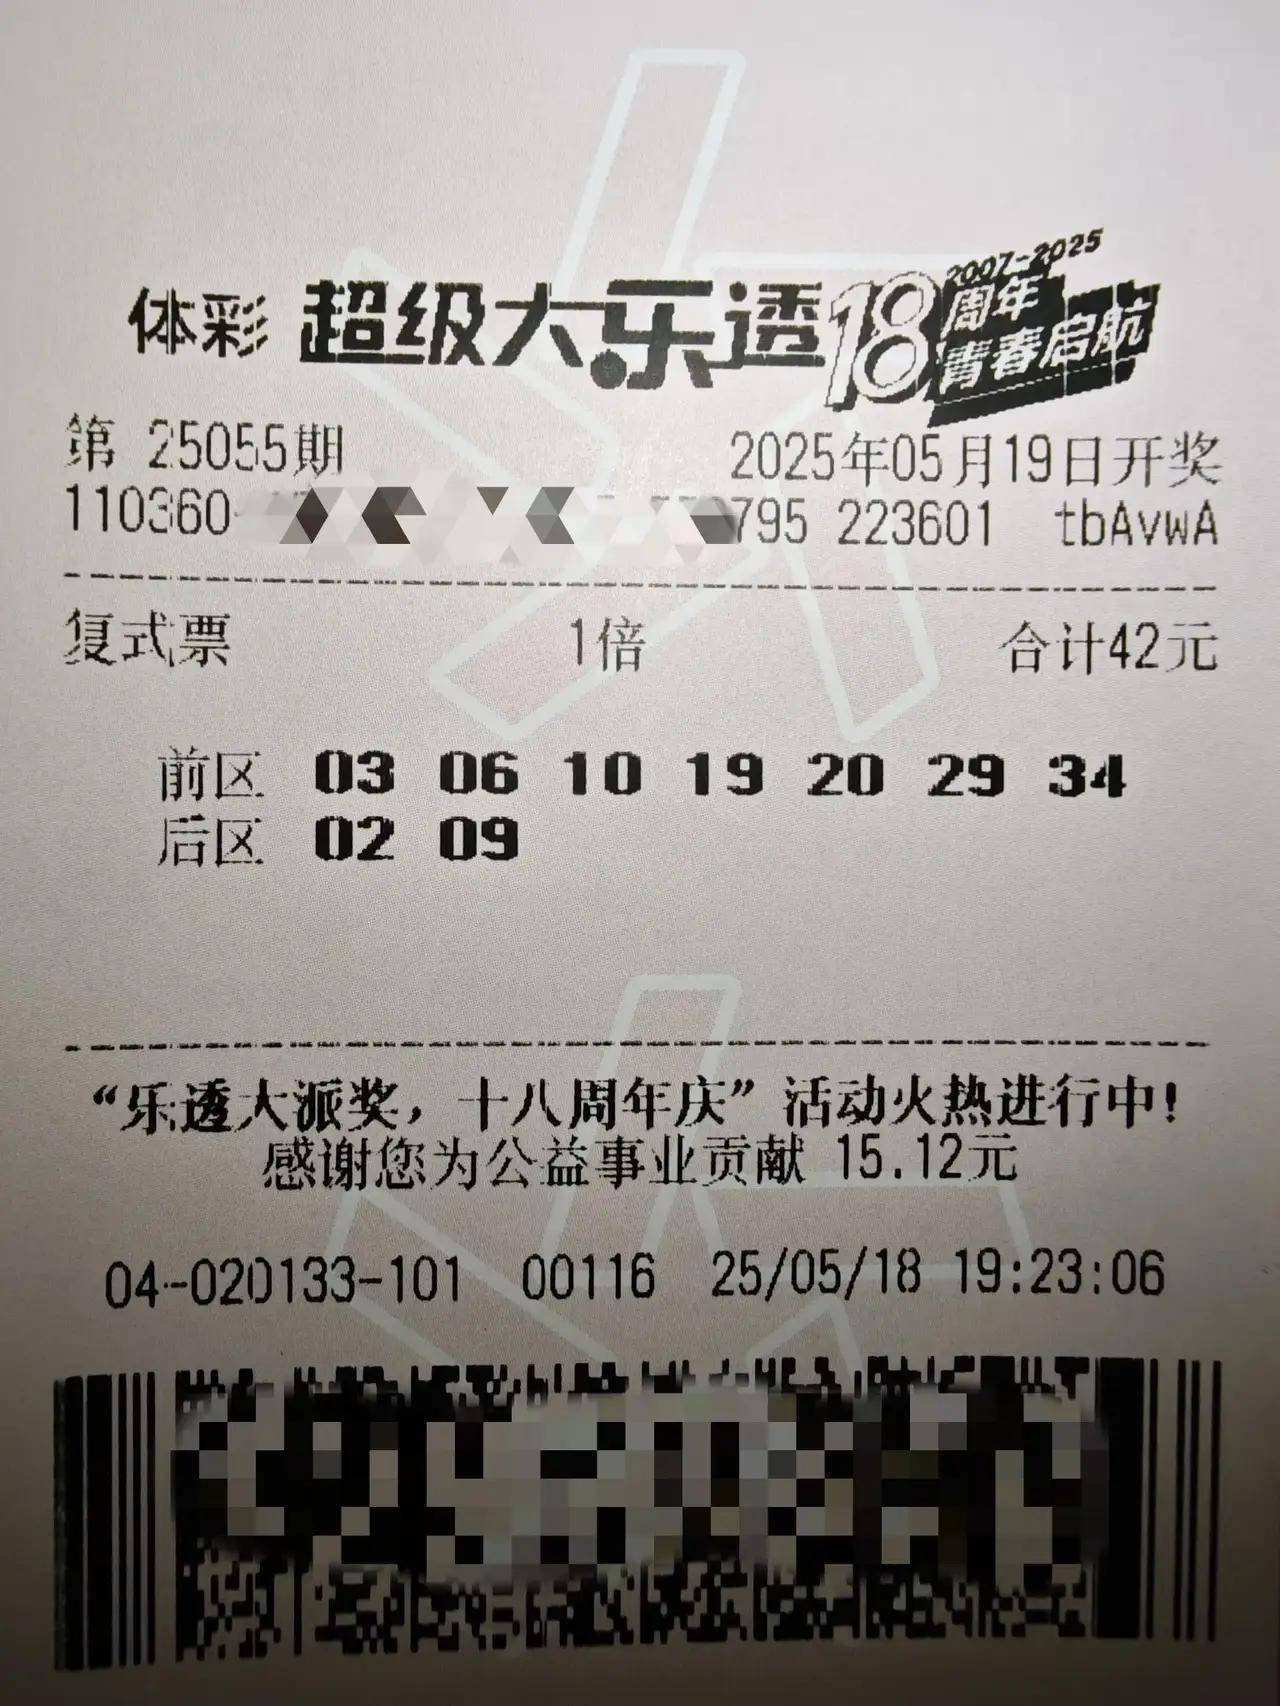 体彩 超级大乐透 18 2007-2025 周年 青春启航
第 25055期 2025年05月19日开奖
110360- 795 223601 tbAvwA
复式票 1倍 合计42元
前区 03 06 10 19 20 29 34
后区 02 09
“乐透大派奖，十八周年庆”活动火热进行中！
感谢您为公益事业贡献 15.12元
04-020133-101 00116 25/05/18 19:23:06